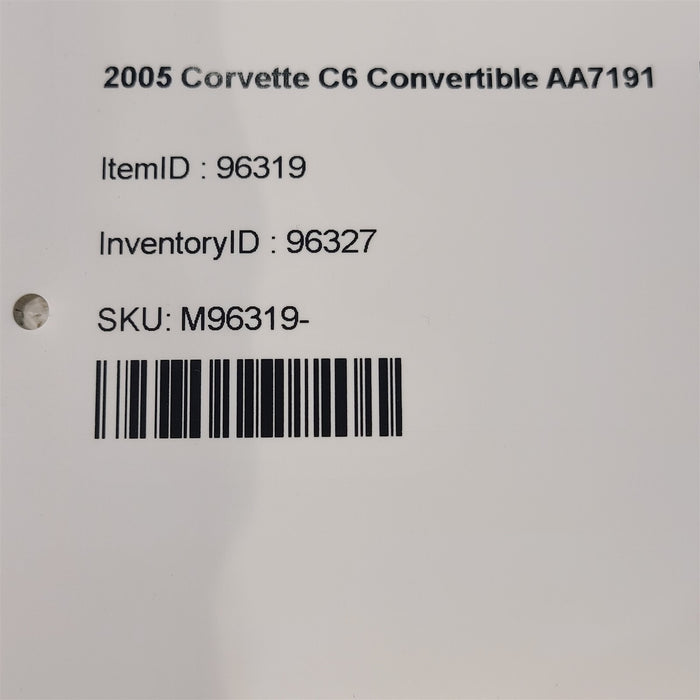 2005 Corvette C6 Convertible AA7191
ItemID : 96319
InventoryID : 96327
SKU: M96319-